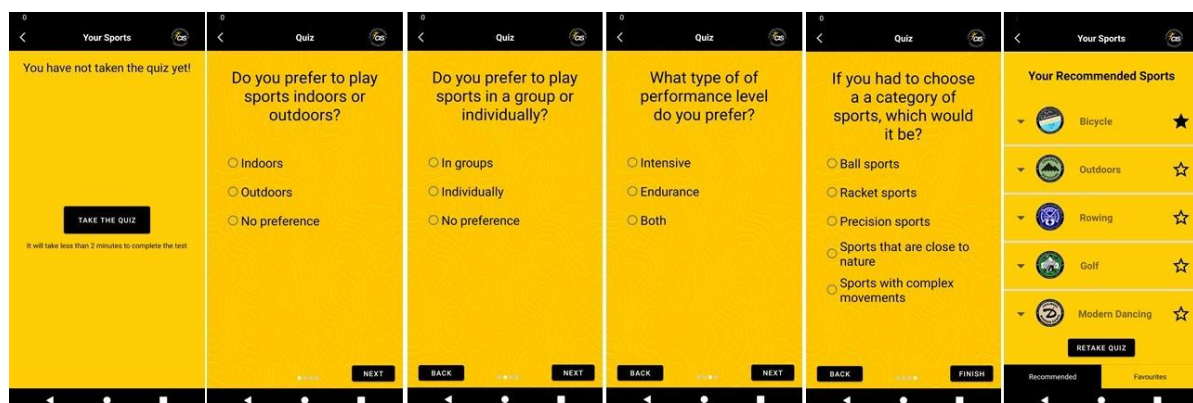 0
Your Sports
cis
You have not taken the quiz yet!
TAKE THE QUIZ
It will take less than 2 minutes to complete the test
0
Quiz
cis
Do you prefer to play
sports indoors or
outdoors?
Indoors
Outdoors
No preference
NEXT
0
Quiz
cis
Do you prefer to play
sports in a group or
individually?
In groups
Individually
No preference
BACK
NEXT
0
Quiz
cis
What type of of
performance level
do you prefer?
Intensive
Endurance
Both
BACK
NEXT
0
Quiz
cis
If you had to choose
a a category of
sports, which would
it be?
Ball sports
Racket sports
Precision sports
Sports that are close to
nature
Sports with complex
movements
BACK
FINISH
Your Sports
cis
Your Recommended Sports
Bicycle
Outdoors
Rowing
Golf
Modern Dancing
RETAKE QUIZ
Recommended
Favourites